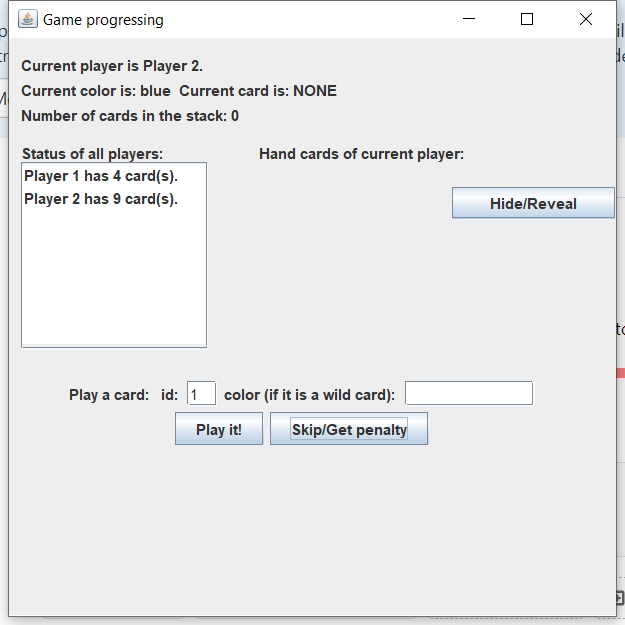 Game progressing
Current player is Player 2.
Current color is: blue  Current card is: NONE
Number of cards in the stack: 0
Status of all players:
Hand cards of current player:
Player 1 has 4 card(s).
Player 2 has 9 card(s).
Hide/Reveal
Play a card: id: 1 color (if it is a wild card):
Play it!
Skip/Get penalty